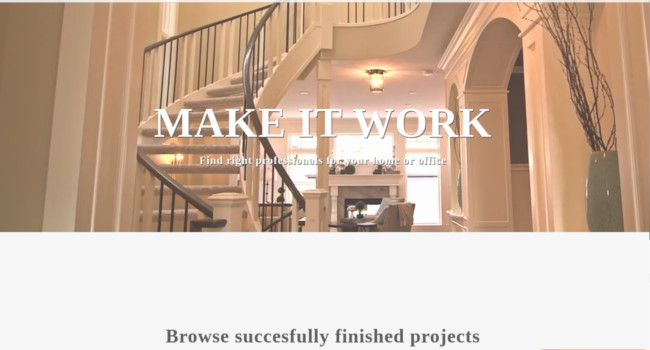 MAKE IT WORK
Find right professionals for your home or office
Browse succesfully finished projects